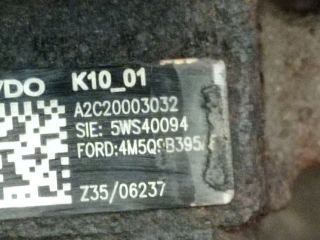 VDO K10_01
A2C20003032
SIE: 5WS40094
FORD:4M5Q9B395
Z35/06237